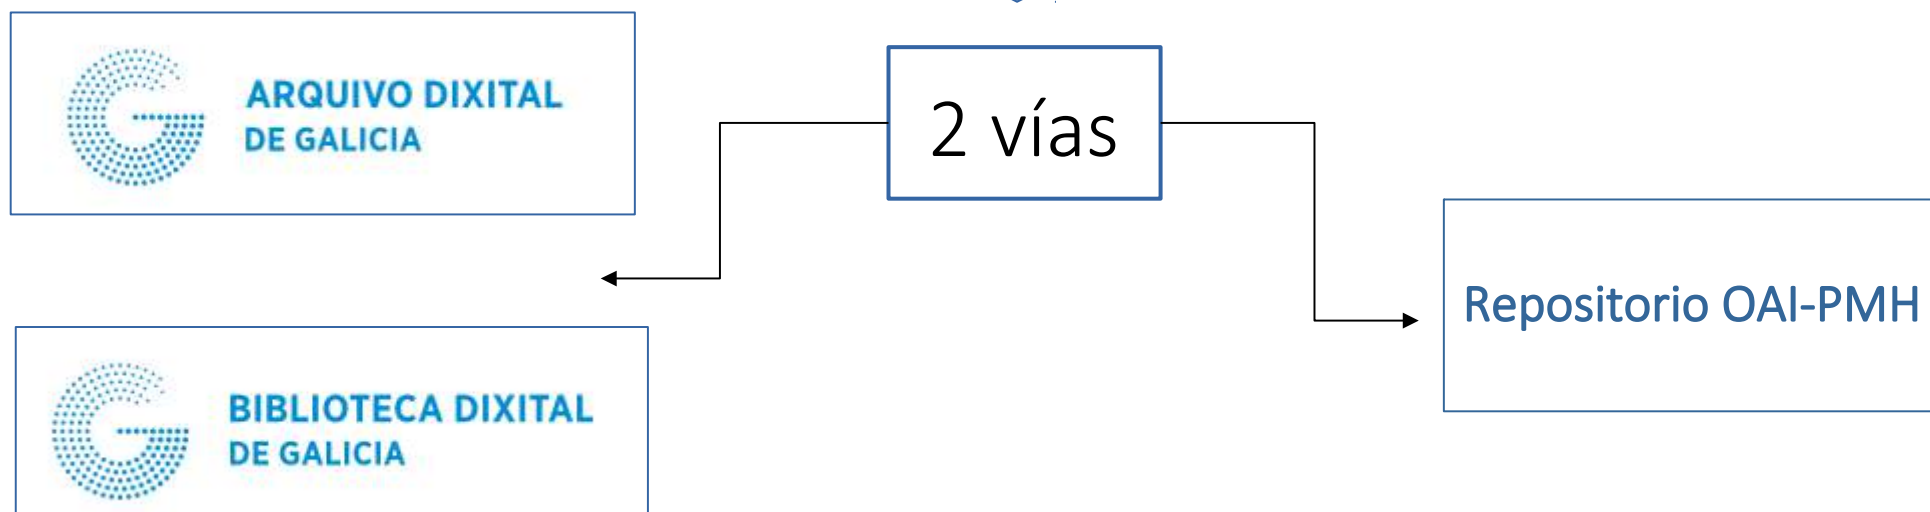 ARQUIVO DIXITAL
DE GALICIA
2 vías
Repositorio OAI-PMH
BIBLIOTECA DIXITAL
DE GALICIA